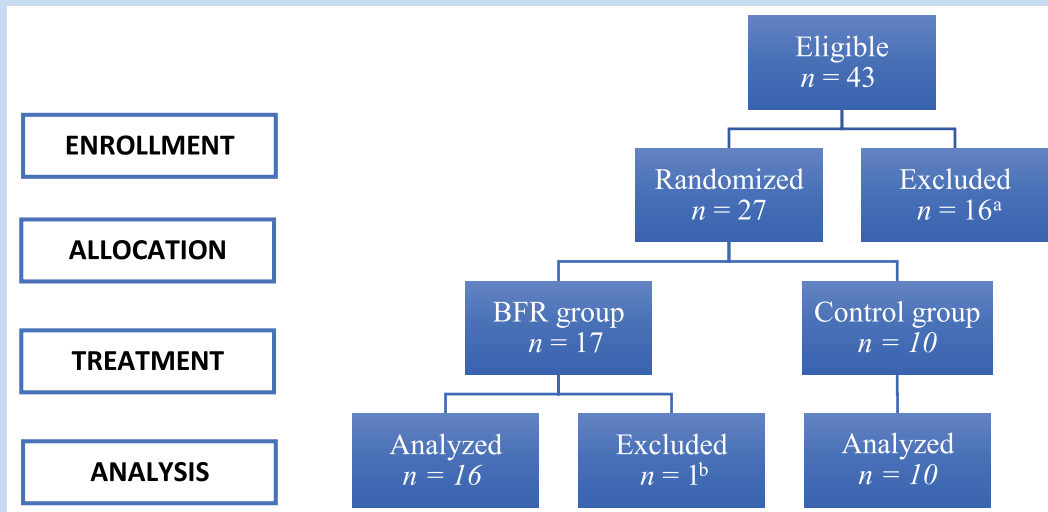 Eligible
n = 43
ENROLLMENT
Randomized
n = 27
Excluded
n = 16ᵃ
ALLOCATION
BFR group
n = 17
Control group
n = 10
TREATMENT
Analyzed
n = 16
Excluded
n = 1ᵇ
Analyzed
n = 10
ANALYSIS